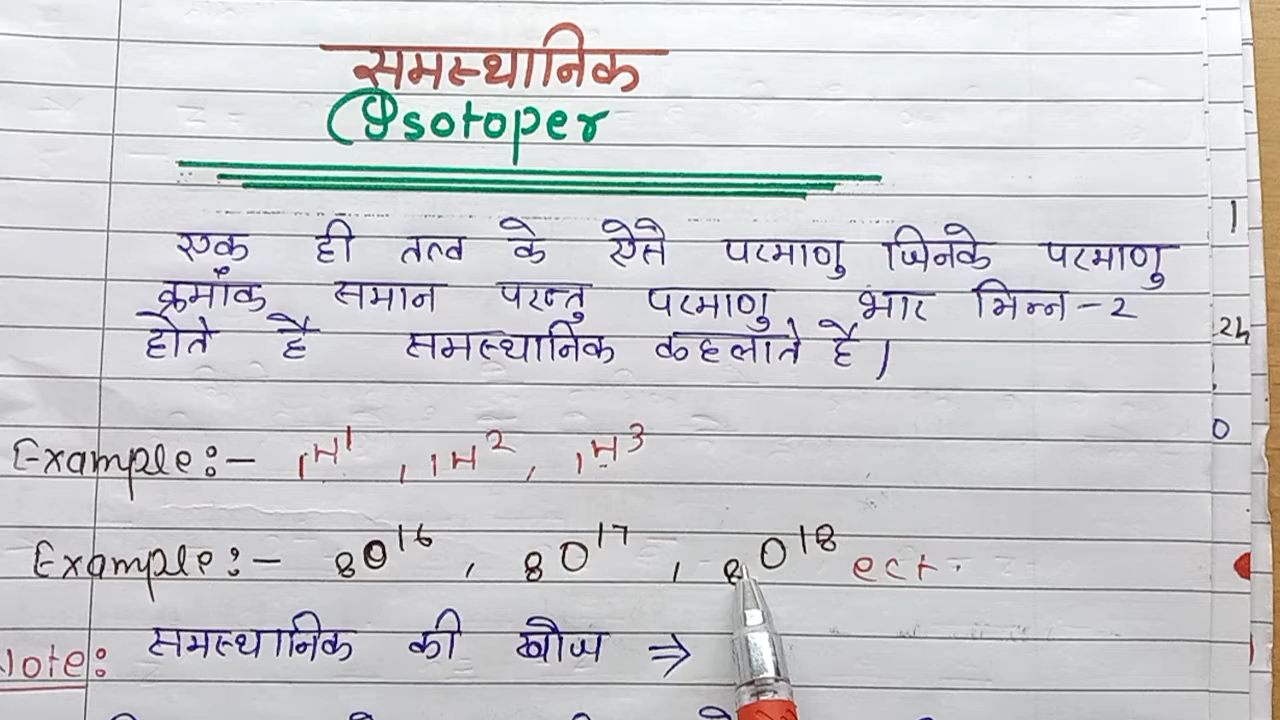 समस्थानिक
Isotoper
एक ही तत्व के ऐसे परमाणु जिनके परमाणु
क्रमांक समान परन्तु परमाणु भार भिन्न-2
होते है समस्थानिक कहलाते है।
Example:- ₁H¹ , ₁H² , ₁H³
Example:- ₈O¹⁶ , ₈O¹⁷ , ₈O¹⁸ ect.
Note: समस्थानिक की खोज ⇒